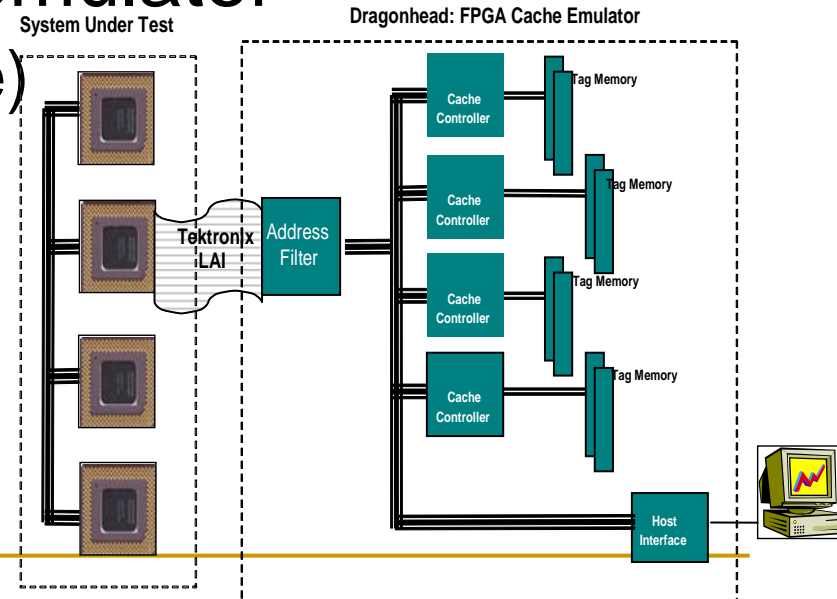 emulator
e)
System Under Test
Dragonhead: FPGA Cache Emulator
Cache
Controller
Tag Memory
Cache
Controller
Tag Memory
Tektronix
LAI
Address
Filter
Cache
Controller
Tag Memory
Cache
Controller
Tag Memory
Host
Interface